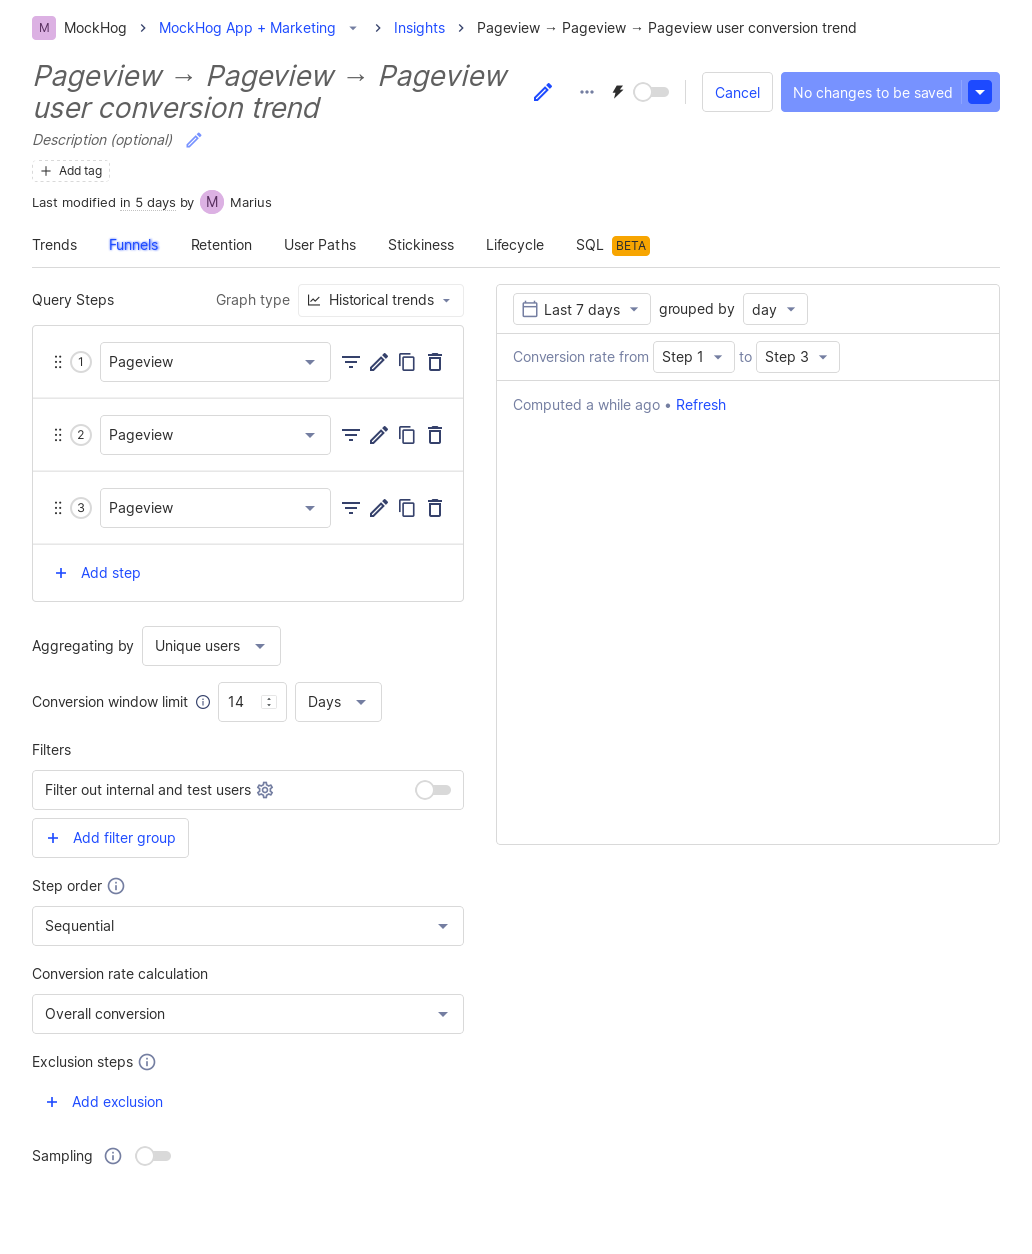 M MockHog > MockHog App + Marketing > Insights > Pageview → Pageview → Pageview user conversion trend
Pageview → Pageview → Pageview
user conversion trend
Cancel
No changes to be saved
Description (optional)
Add tag
Last modified in 5 days by M Marius
Trends Funnels Retention User Paths Stickiness Lifecycle SQL BETA
Query Steps Graph type Historical trends
1 Pageview
2 Pageview
3 Pageview
+ Add step
Aggregating by Unique users
Conversion window limit 14 Days
Filters
Filter out internal and test users
+ Add filter group
Step order
Sequential
Conversion rate calculation
Overall conversion
Exclusion steps
+ Add exclusion
Sampling
Last 7 days grouped by day
Conversion rate from Step 1 to Step 3
Computed a while ago • Refresh